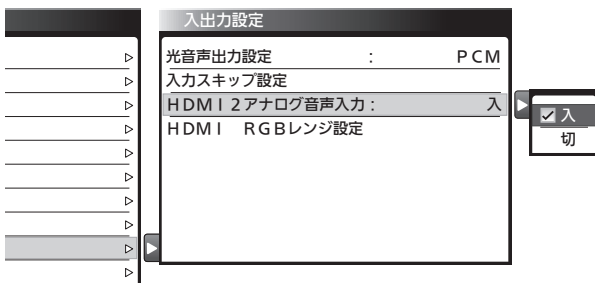 入出力設定
光音声出力設定 : PCM
入力スキップ設定
HDMI2アナログ音声入力: 入
HDMI RGBレンジ設定
入
切